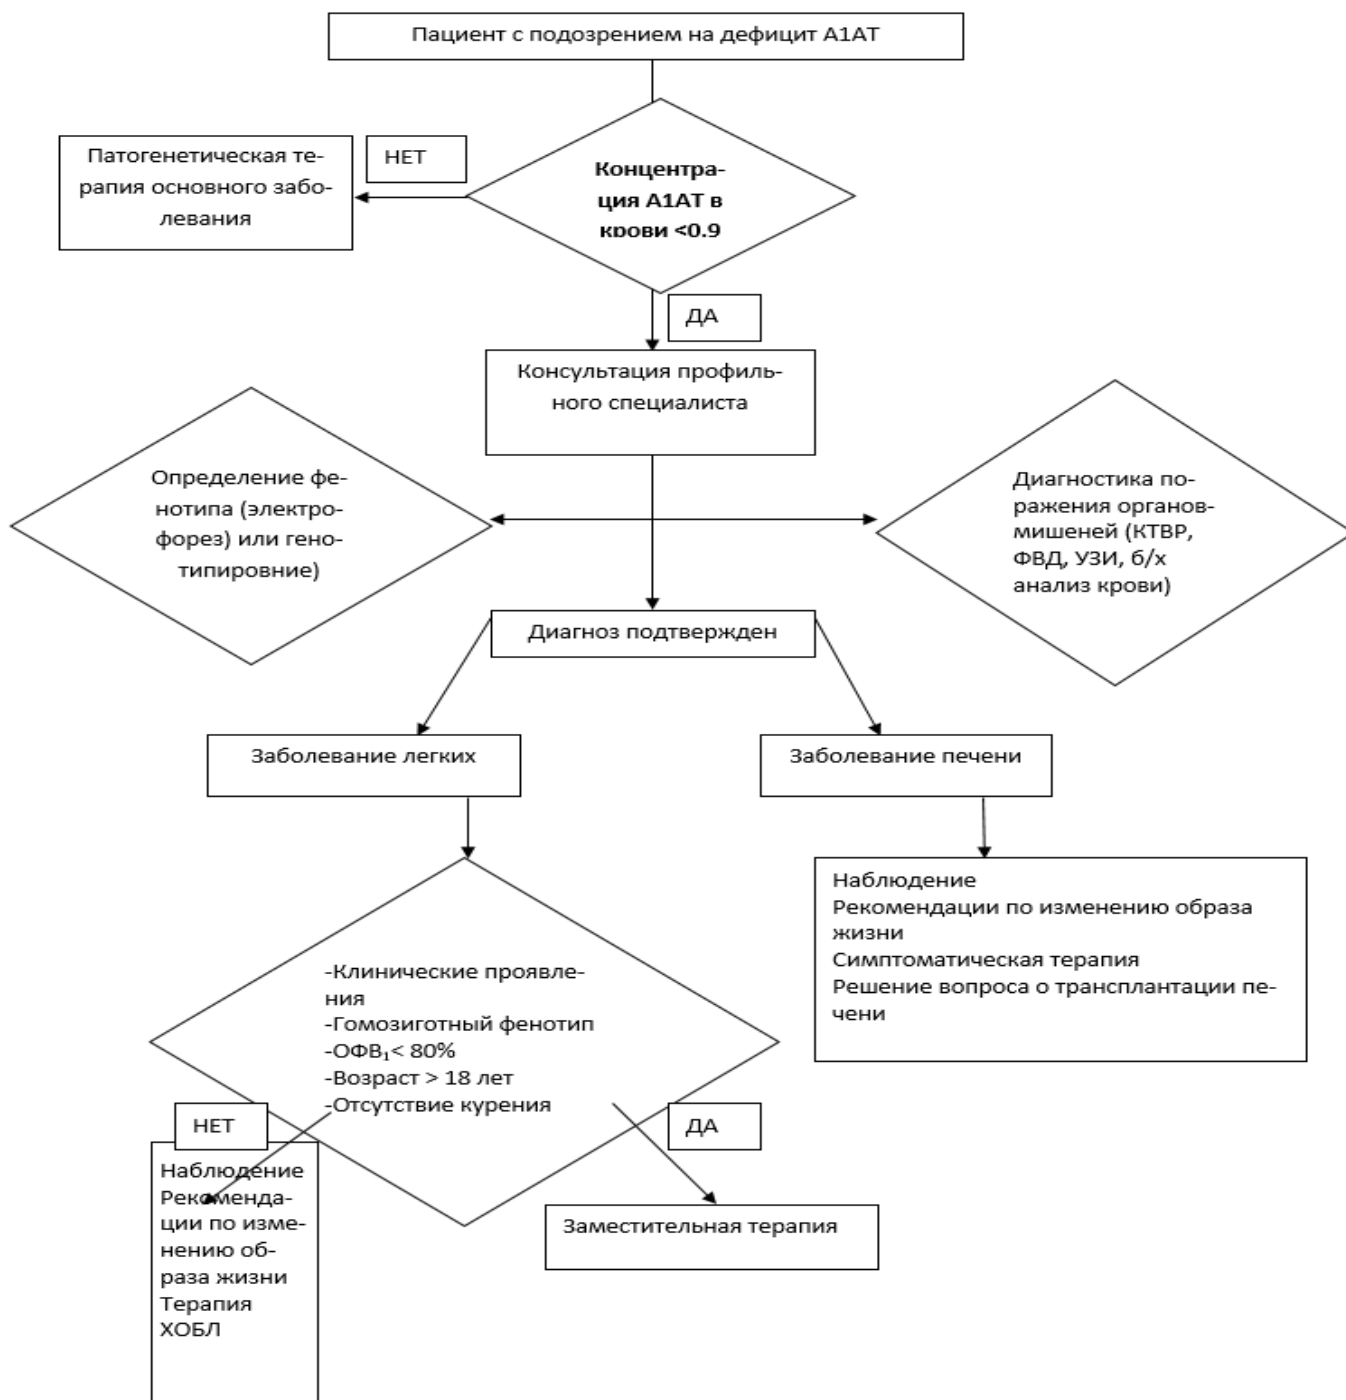 Пациент с подозрением на дефицит А1АТ
Патогенетическая те-
рапия основного забо-
левания
НЕТ
Концентра-
ция А1АТ в
крови <0.9
ДА
Консультация профиль-
ного специалиста
Определение фе-
нотипа (электро-
форез) или гено-
типировние)
Диагностика по-
ражения органов-
мишеней (КТВР,
ФВД, УЗИ, б/х
анализ крови)
Диагноз подтвержден
Заболевание легких
Заболевание печени
Наблюдение
Рекомендации по изменению образа
жизни
Симптоматическая терапия
Решение вопроса о трансплантации пе-
чени
-Клинические проявле-
ния
-Гомозиготный фенотип
-ОФВ₁< 80%
-Возраст > 18 лет
-Отсутствие курения
НЕТ
ДА
Наблюдение
Рекоменда-
ции по изме-
нению об-
раза жизни
Терапия
ХОБЛ
Заместительная терапия